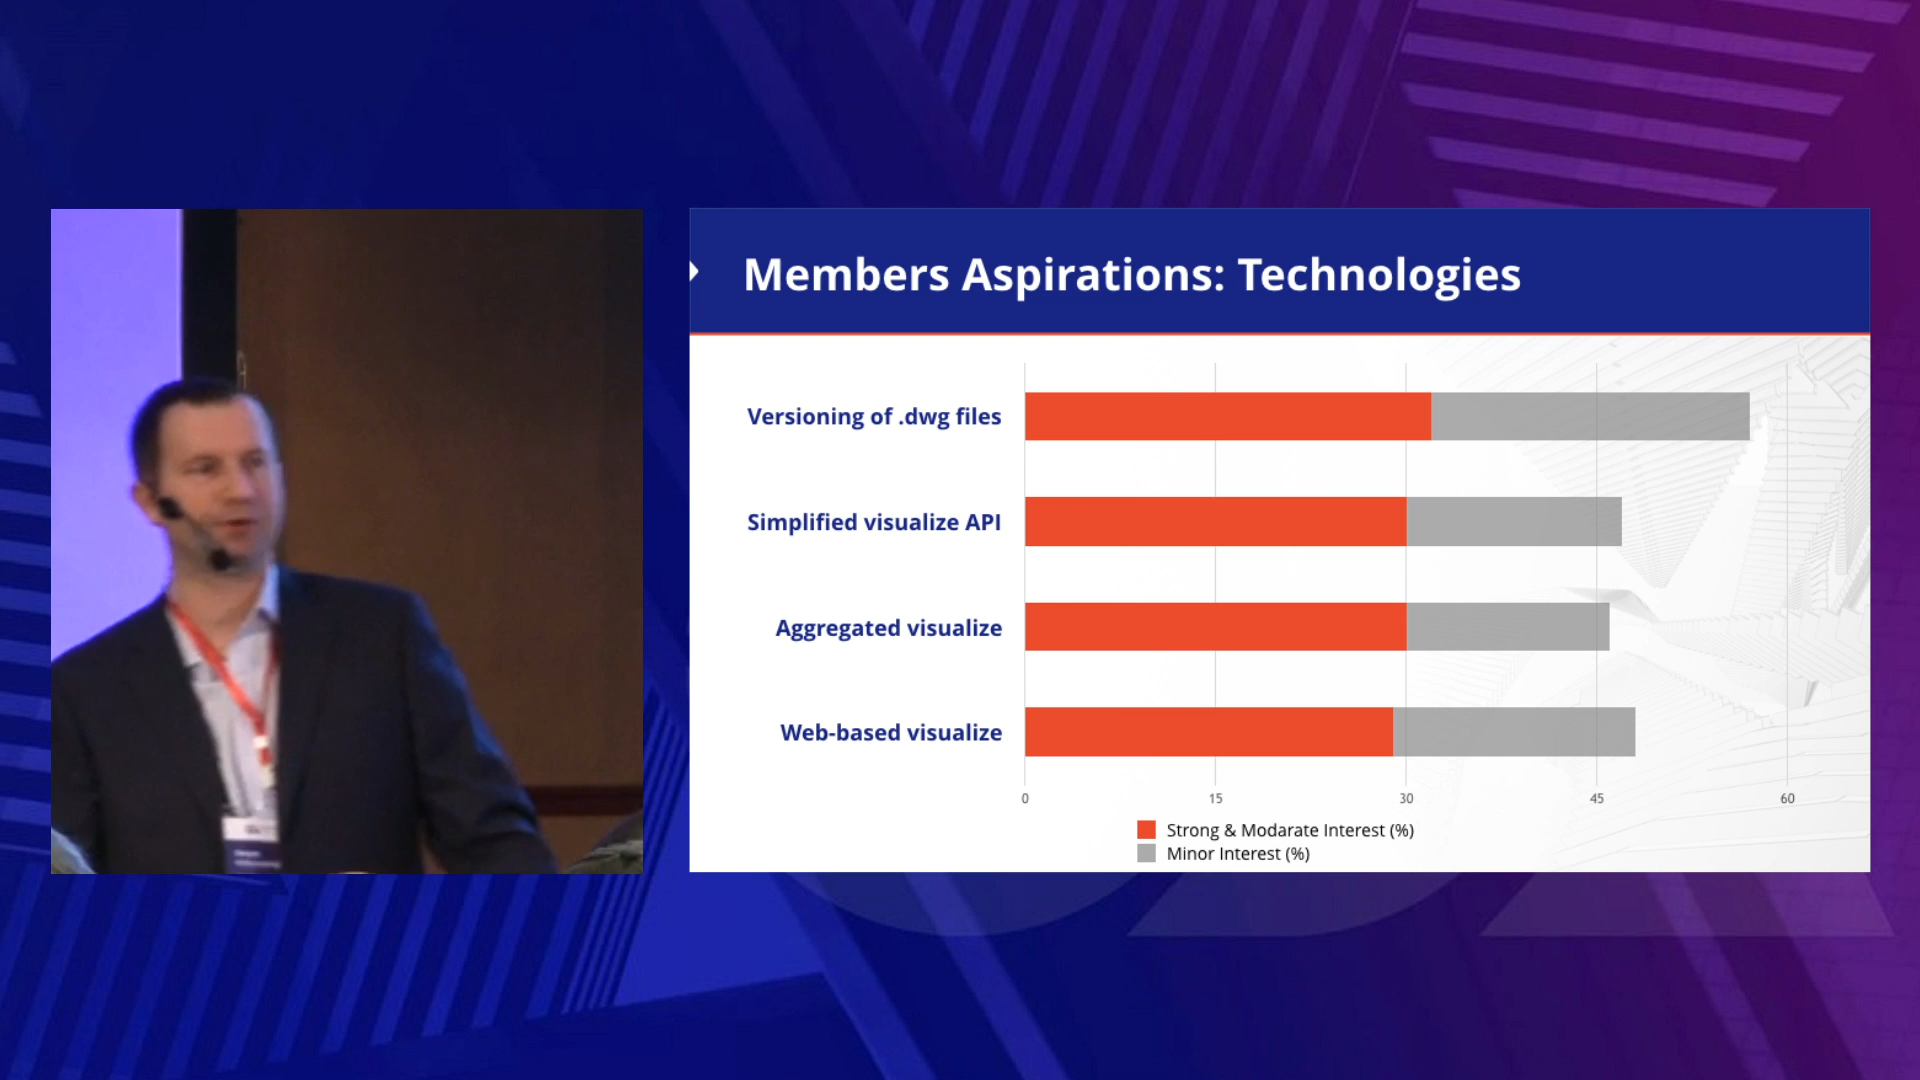 Members Aspirations: Technologies
Versioning of .dwg files
Simplified visualize API
Aggregated visualize
Web-based visualize
0 15 30 45 60
Strong & Modarate Interest (%)
Minor Interest (%)